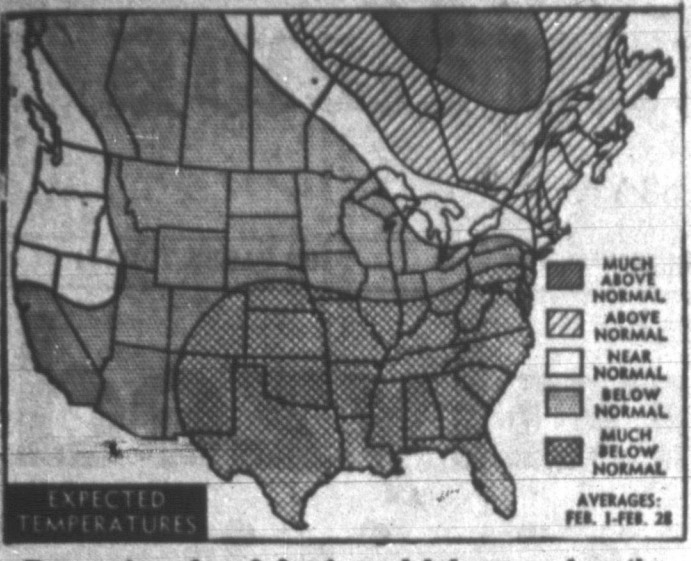 MUCH
ABOVE
NORMAL
ABOVE
NORMAL
NEAR
NORMAL
BELOW
NORMAL
MUCH
BELOW
NORMAL
EXPECTED
TEMPERATURES
AVERAGES:
FEB. 1-FEB. 28